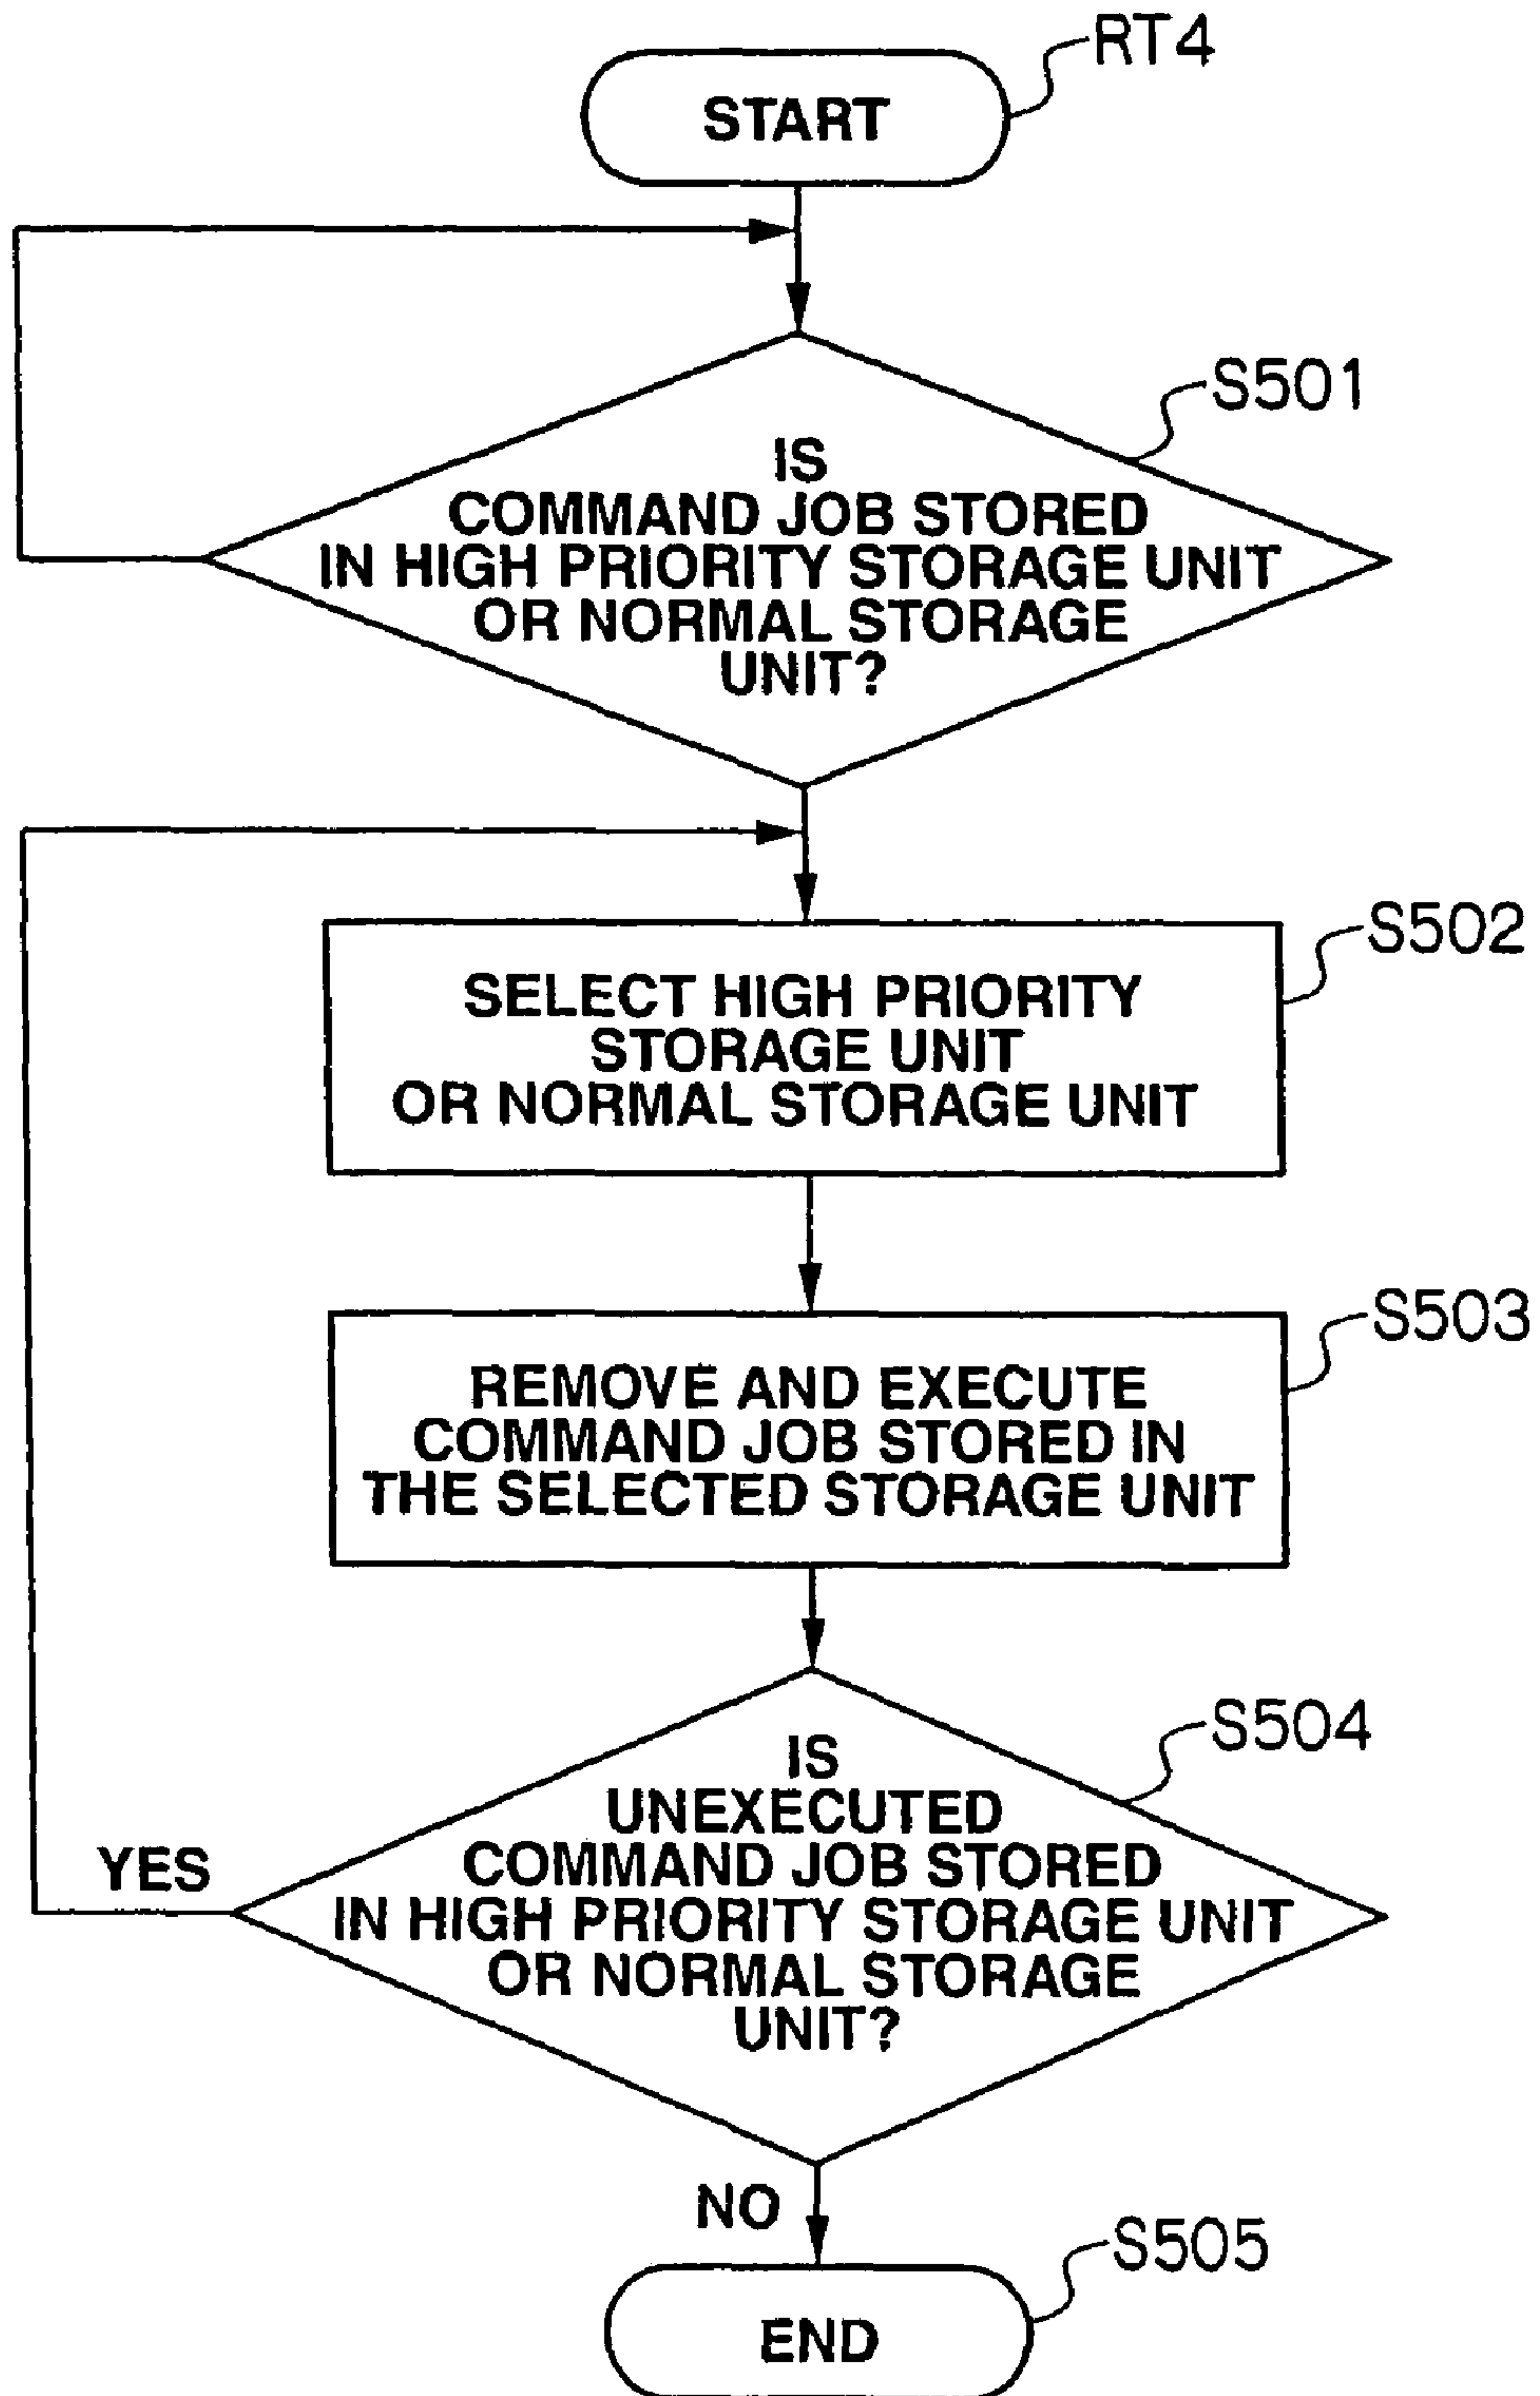 RT4
START
S501
IS
COMMAND JOB STORED
IN HIGH PRIORITY STORAGE UNIT
OR NORMAL STORAGE
UNIT?
S502
SELECT HIGH PRIORITY
STORAGE UNIT
OR NORMAL STORAGE UNIT
S503
REMOVE AND EXECUTE
COMMAND JOB STORED IN
THE SELECTED STORAGE UNIT
S504
IS
UNEXECUTED
COMMAND JOB STORED
IN HIGH PRIORITY STORAGE UNIT
OR NORMAL STORAGE
UNIT?
YES
NO
S505
END